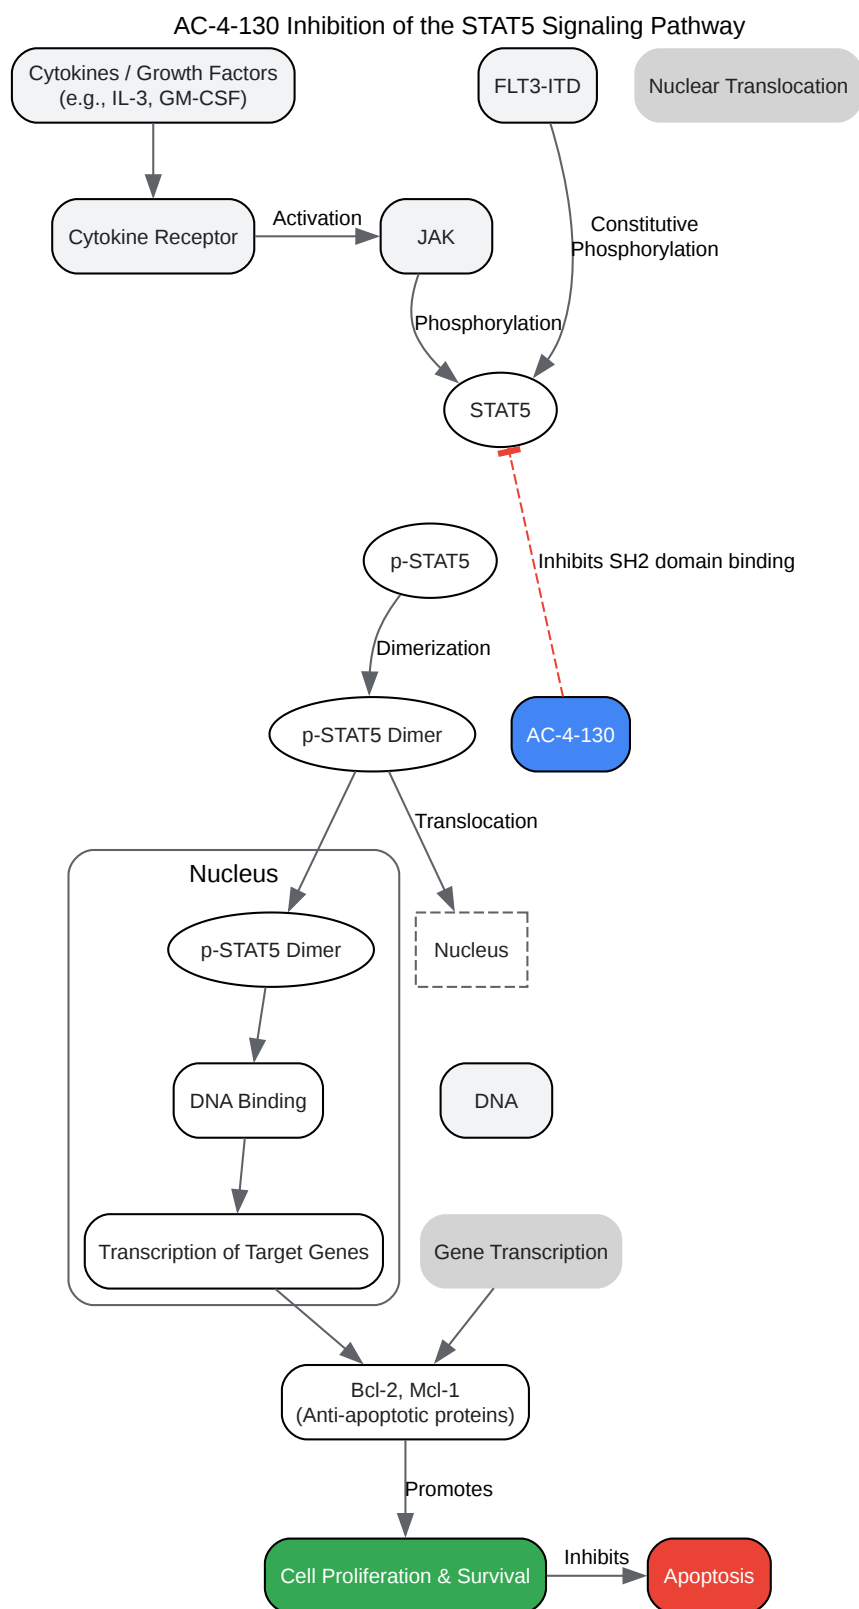 AC-4-130 Inhibition of the STAT5 Signaling Pathway
Cytokines / Growth Factors
(e.g., IL-3, GM-CSF)
FLT3-ITD
Nuclear Translocation
Cytokine Receptor
Activation
JAK
Constitutive
Phosphorylation
Phosphorylation
STAT5
p-STAT5
Inhibits SH2 domain binding
Dimerization
p-STAT5 Dimer
AC-4-130
Translocation
Nucleus
p-STAT5 Dimer
Nucleus
DNA Binding
DNA
Transcription of Target Genes
Gene Transcription
Bcl-2, Mcl-1
(Anti-apoptotic proteins)
Promotes
Cell Proliferation & Survival
Inhibits
Apoptosis